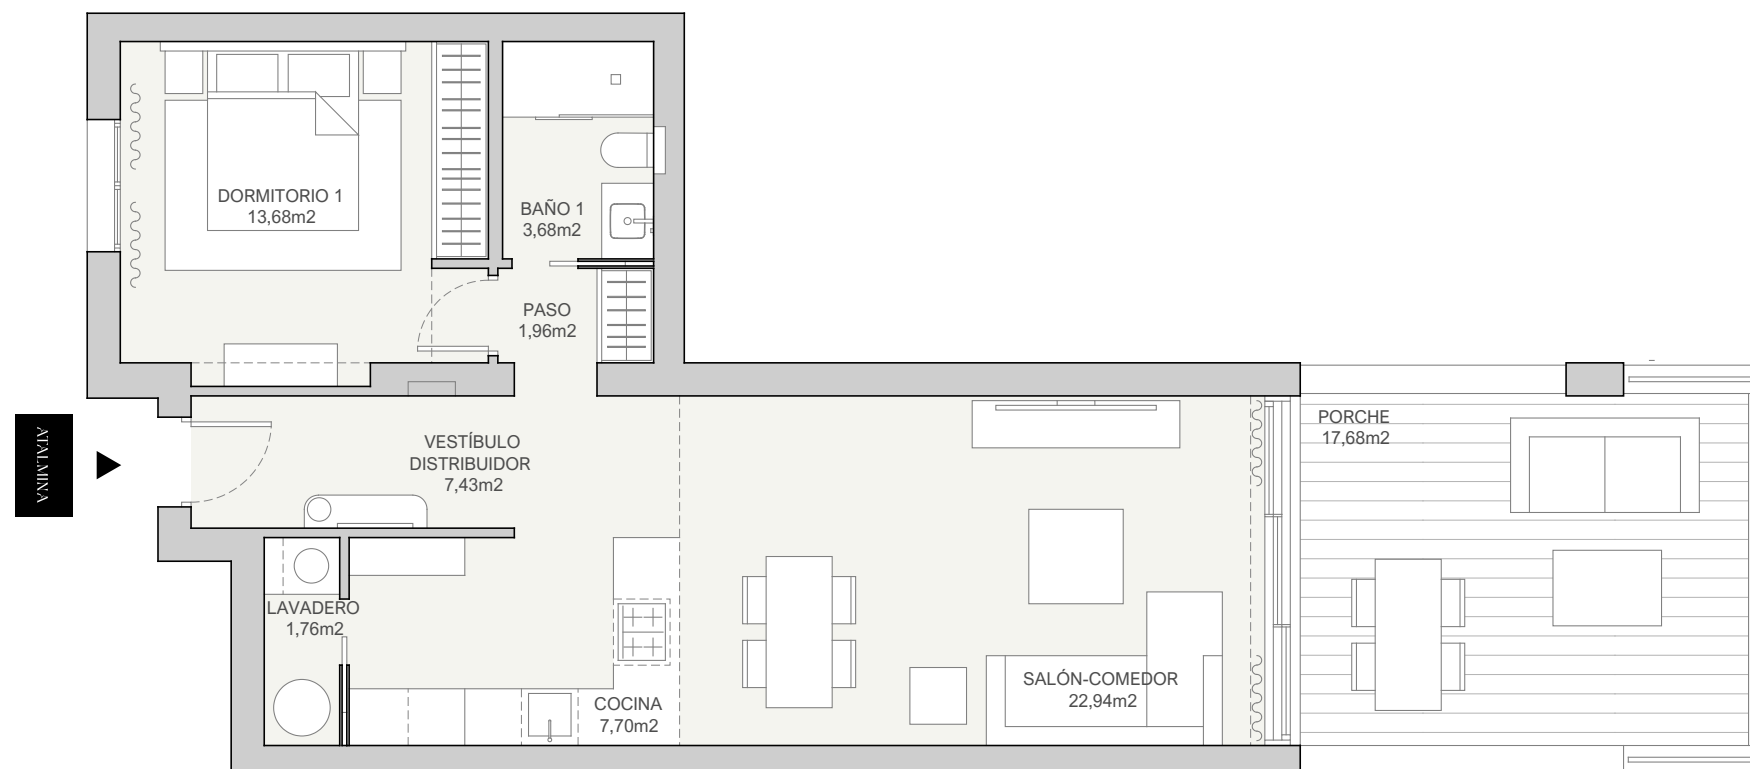 DORMITORIO 1
13,68m2
BAÑO 1
3,68m2
PASO
1,96m2
ATALMINA
VESTÍBULO
DISTRIBUIDOR
7,43m2
PORCHE
17,68m2
LAVADERO
1,76m2
COCINA
7,70m2
SALÓN-COMEDOR
22,94m2